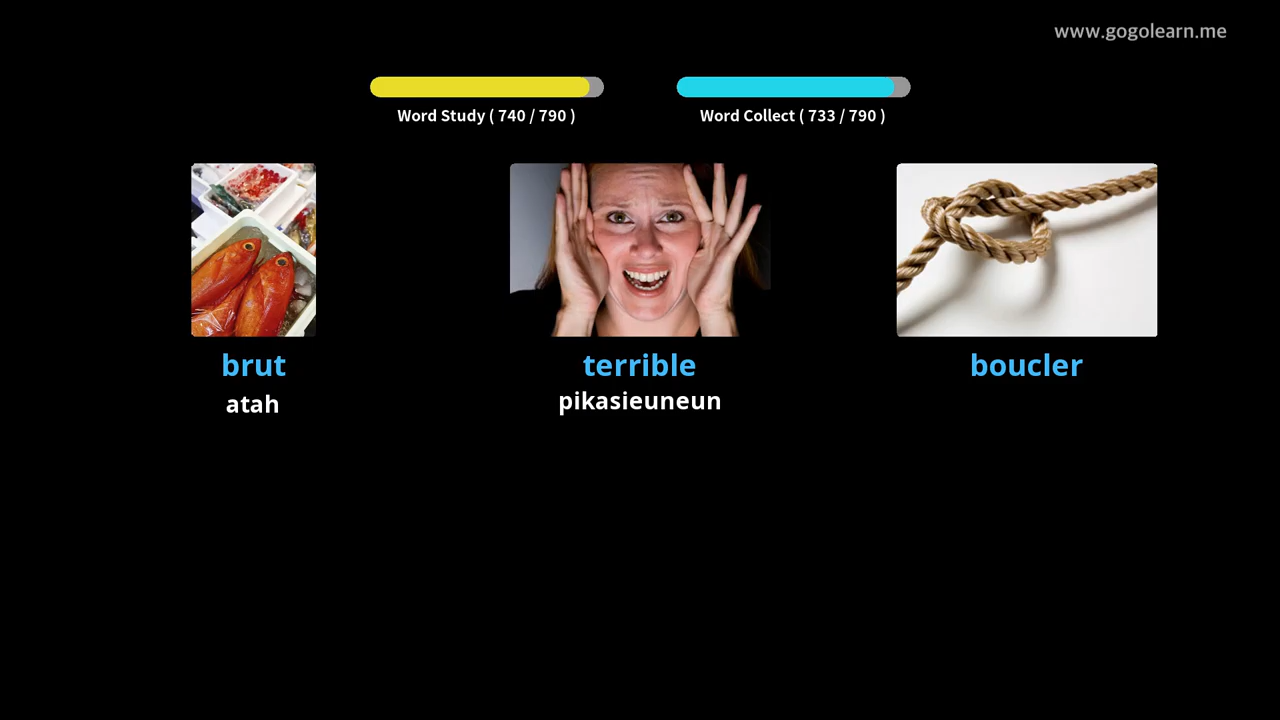 www.gogolearn.me
Word Study ( 740 / 790 )
Word Collect ( 733 / 790 )
brut
terrible
boucler
atah
pikasieuneun